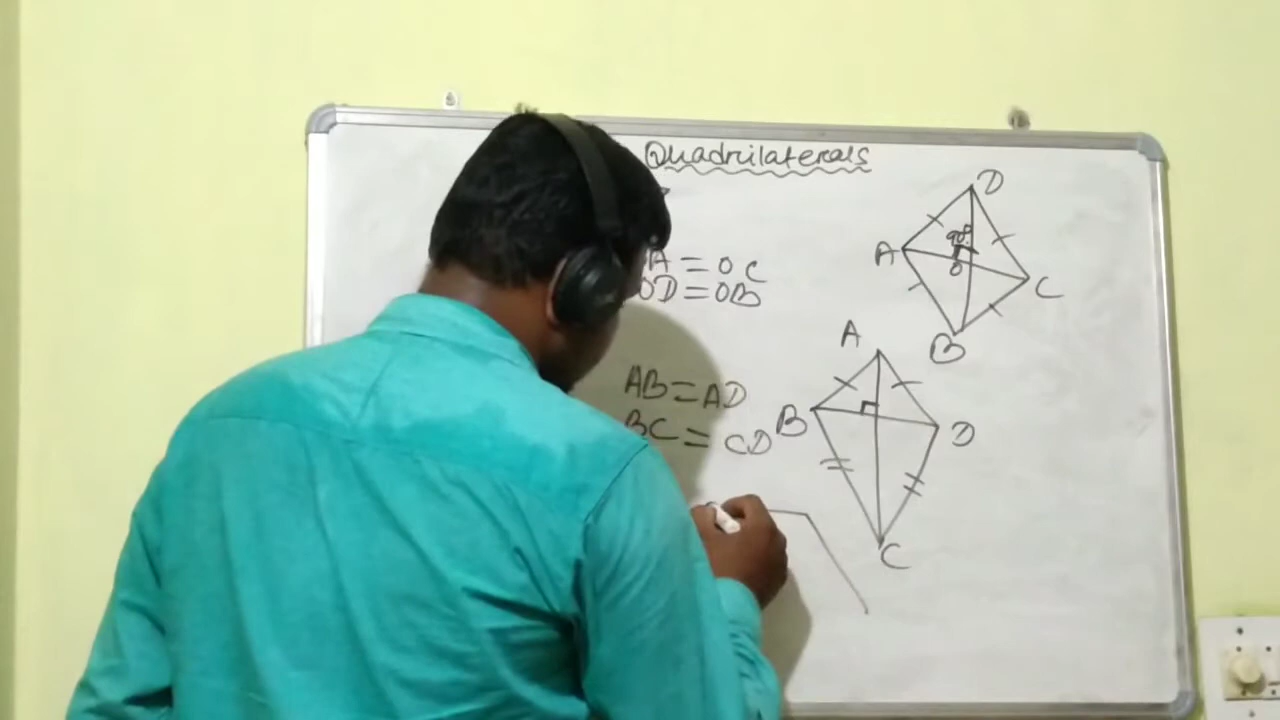 Quadrilaterals
A = OC
OD = OB
AB = AD
BC = CD
D
90°
A
O
C
B
A
B
D
C